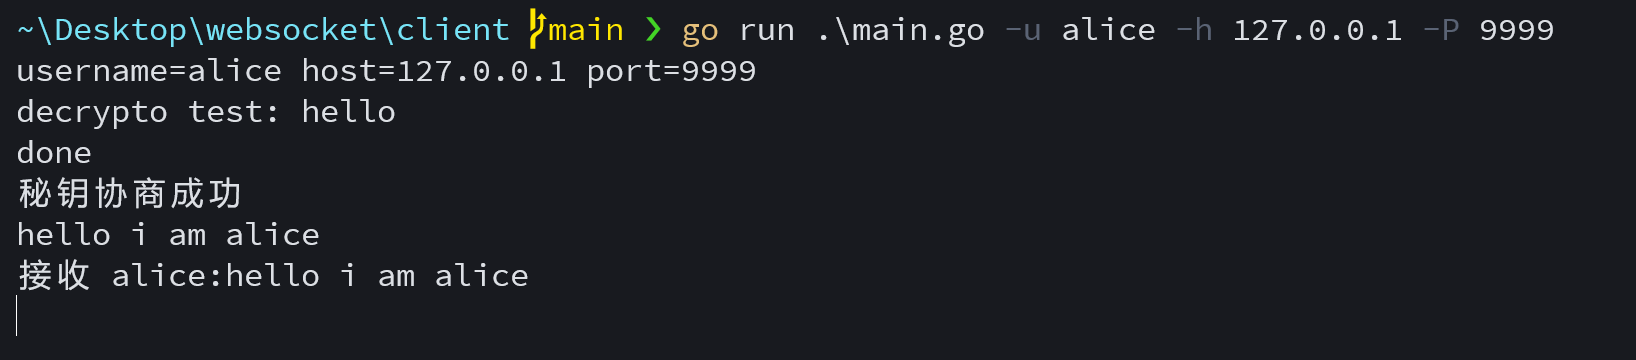 ~\Desktop\websocket\client main ❯ go run .\main.go -u alice -h 127.0.0.1 -P 9999
username=alice host=127.0.0.1 port=9999
decrypto test: hello
done
秘钥协商成功
hello i am alice
接收 alice:hello i am alice